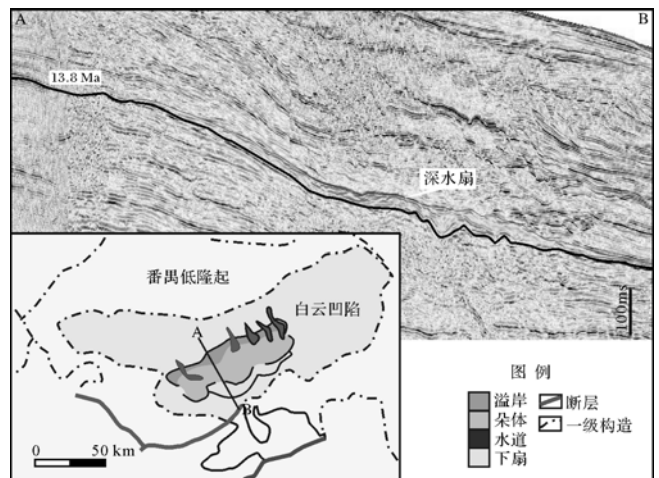 A
B
13.8 Ma
深水扇
100ms
番禺低隆起
白云凹陷
A
B
0 50 km
图 例
溢岸
朵体
水道
下扇
断层
一级构造